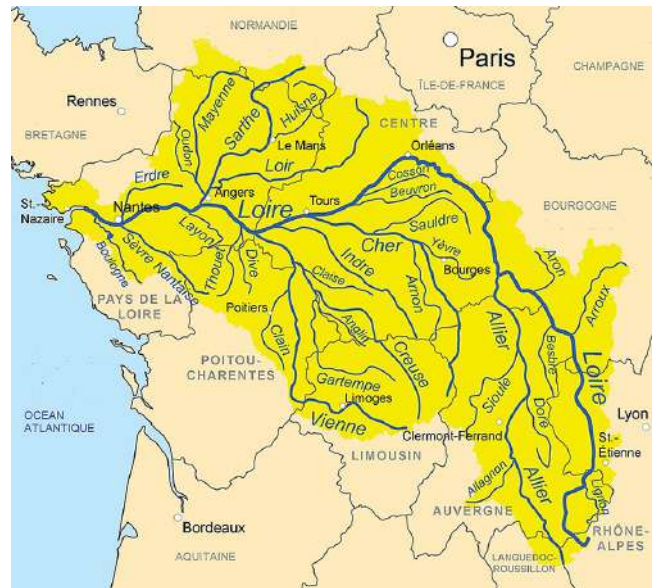 NORMANDIE
Paris
CHAMPAGNE
ÎLE-DE-FRANCE
Rennes
BRETAGNE
Oudon
Mayenne
Sarthe
Huisne
Le Mans
CENTRE
Orléans
Loir
Erdre
Cosson
Beuvron
BOURGOGNE
St.-
Nazaire
Nantes
Angers
Loire
Tours
Sauldre
Cher
Yèvre
Bourges
Layon
Thouet
Dive
Indre
Claise
Arnon
Aron
Arroux
Boulogne
Sèvre Nantaise
PAYS DE LA
LOIRE
Poitiers
Clain
Anglin
Creuse
Allier
Besbre
Loire
POITOU-
CHARENTES
Gartempe
Limoges
Vienne
Sioule
Dore
Lyon
OCEAN
ATLANTIQUE
Clermont-Ferrand
St.-
Étienne
LIMOUSIN
Allagnon
Allier
Lignon
AUVERGNE
RHÔNE-
ALPES
Bordeaux
AQUITAINE
LANGUEDOC-
ROUSSILLON